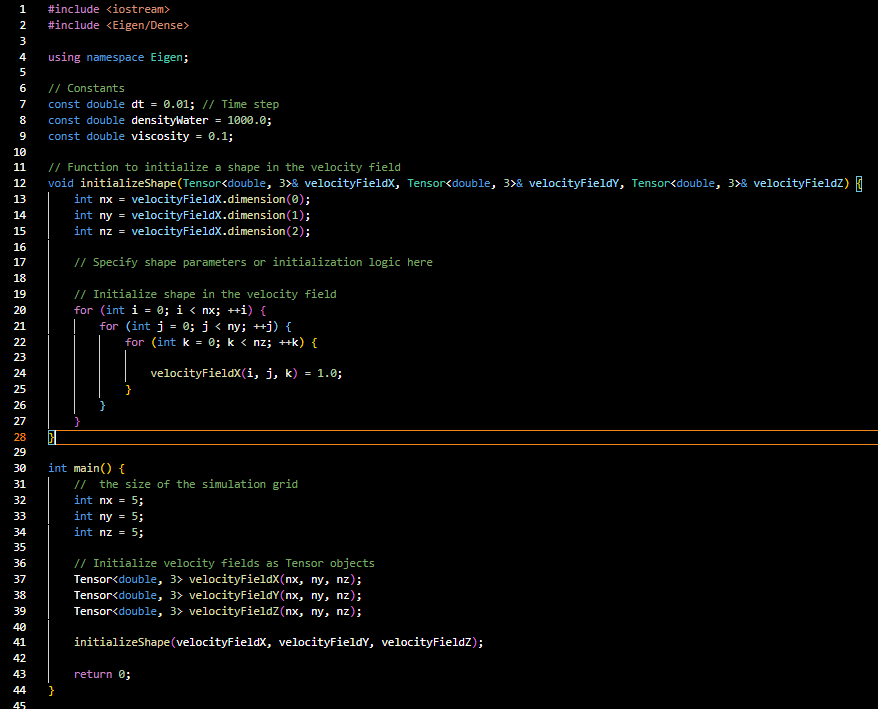 1 #include <iostream>
2 #include <Eigen/Dense>
3
4 using namespace Eigen;
5
6 // Constants
7 const double dt = 0.01; // Time step
8 const double densityWater = 1000.0;
9 const double viscosity = 0.1;
10
11 // Function to initialize a shape in the velocity field
12 void initializeShape(Tensor<double, 3>& velocityFieldX, Tensor<double, 3>& velocityFieldY, Tensor<double, 3>& velocityFieldZ) {
13     int nx = velocityFieldX.dimension(0);
14     int ny = velocityFieldX.dimension(1);
15     int nz = velocityFieldX.dimension(2);
16
17     // Specify shape parameters or initialization logic here
18
19     // Initialize shape in the velocity field
20     for (int i = 0; i < nx; ++i) {
21         for (int j = 0; j < ny; ++j) {
22             for (int k = 0; k < nz; ++k) {
23
24                 velocityFieldX(i, j, k) = 1.0;
25             }
26         }
27     }
28 }
29
30 int main() {
31     //  the size of the simulation grid
32     int nx = 5;
33     int ny = 5;
34     int nz = 5;
35
36     // Initialize velocity fields as Tensor objects
37     Tensor<double, 3> velocityFieldX(nx, ny, nz);
38     Tensor<double, 3> velocityFieldY(nx, ny, nz);
39     Tensor<double, 3> velocityFieldZ(nx, ny, nz);
40
41     initializeShape(velocityFieldX, velocityFieldY, velocityFieldZ);
42
43     return 0;
44 }
45